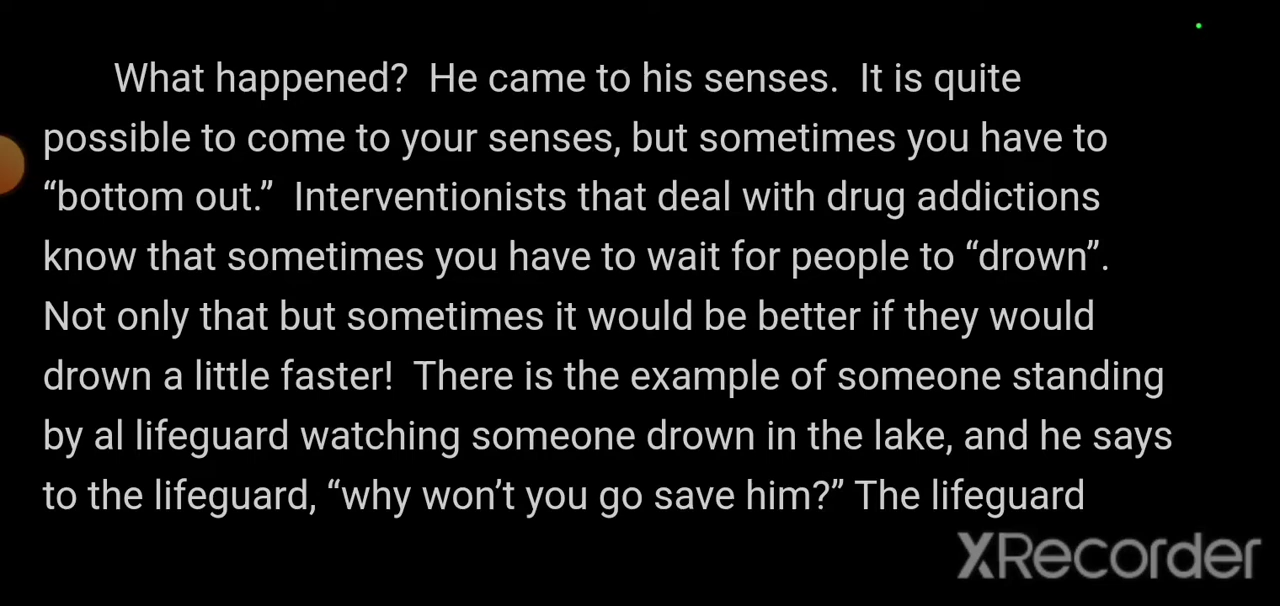 What happened?  He came to his senses.  It is quite
possible to come to your senses, but sometimes you have to
“bottom out.”  Interventionists that deal with drug addictions
know that sometimes you have to wait for people to “drown”.
Not only that but sometimes it would be better if they would
drown a little faster!  There is the example of someone standing
by al lifeguard watching someone drown in the lake, and he says
to the lifeguard, “why won’t you go save him?” The lifeguard
XRecorder